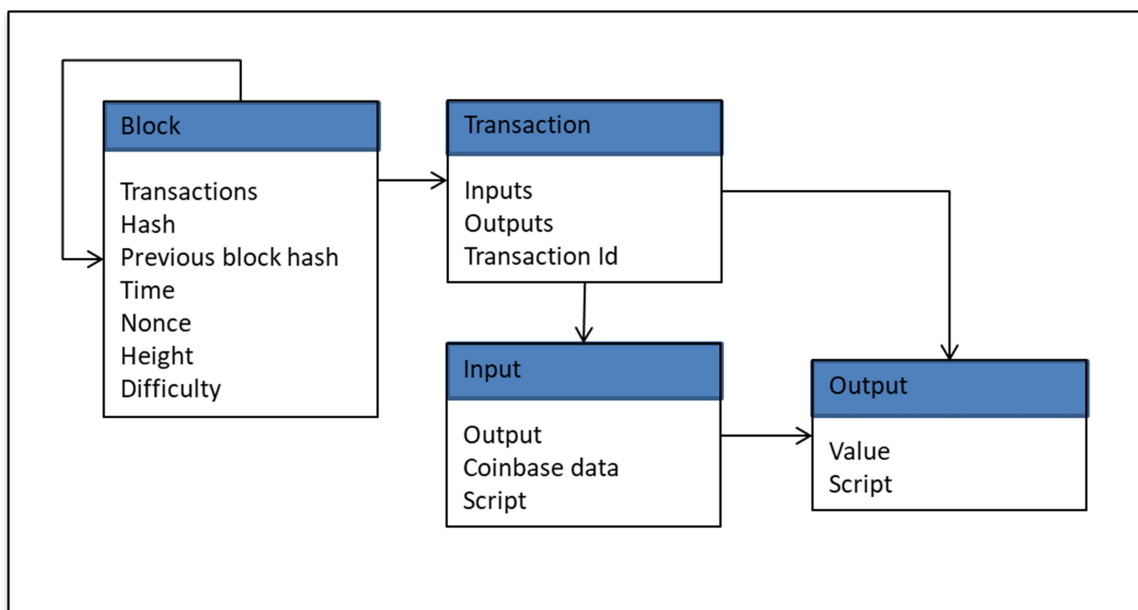 Block
Transactions
Hash
Previous block hash
Time
Nonce
Height
Difficulty
Transaction
Inputs
Outputs
Transaction Id
Input
Output
Coinbase data
Script
Output
Value
Script